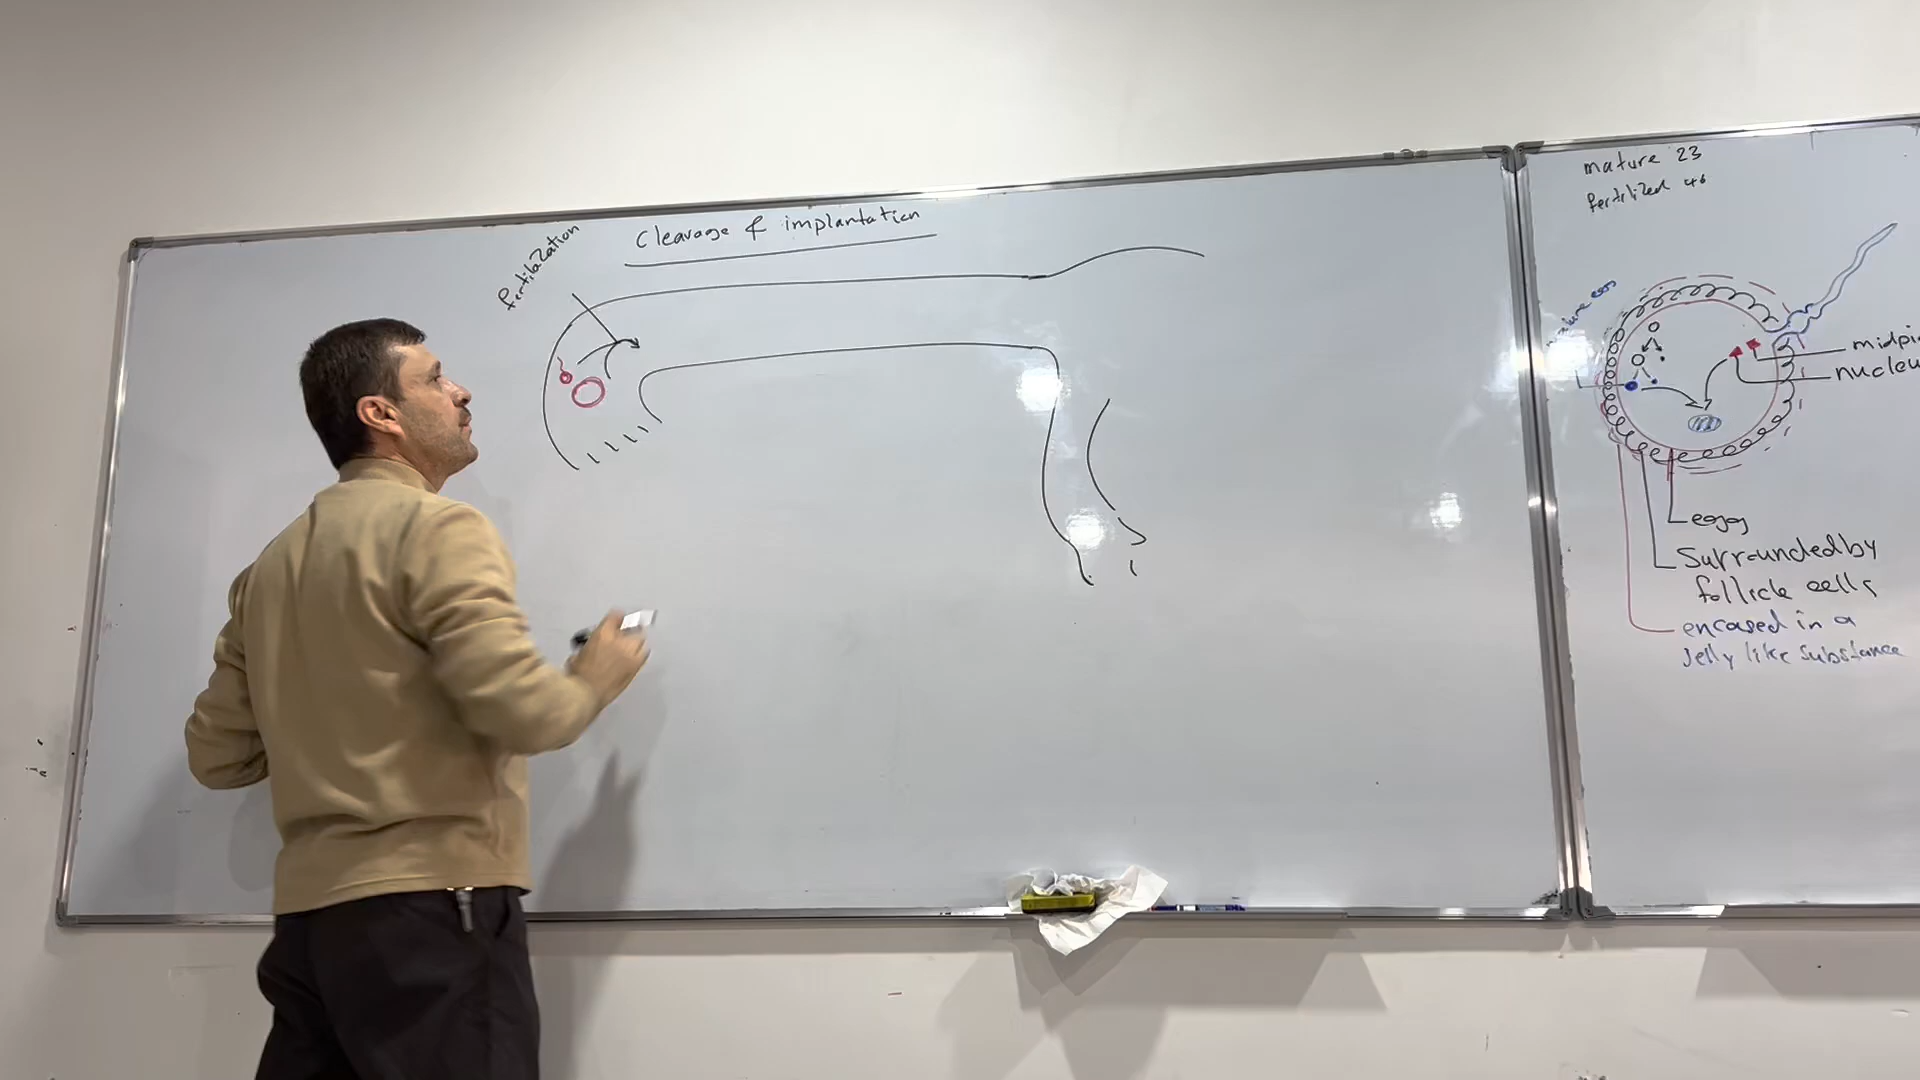 Cleavage & implantation
fertilization
mature 23
fertilized 46
midpi
nucleu
egg
Surrounded by
follicle cells
encased in a
Jelly like substance